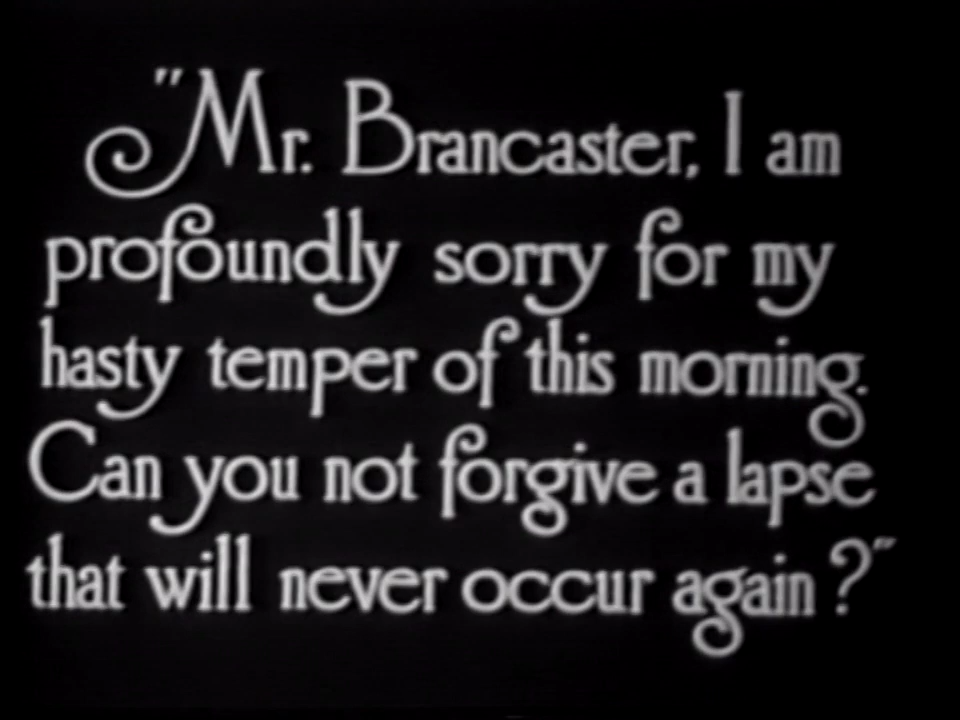 "Mr. Brancaster, I am
profoundly sorry for my
hasty temper of this morning.
Can you not forgive a lapse
that will never occur again?"